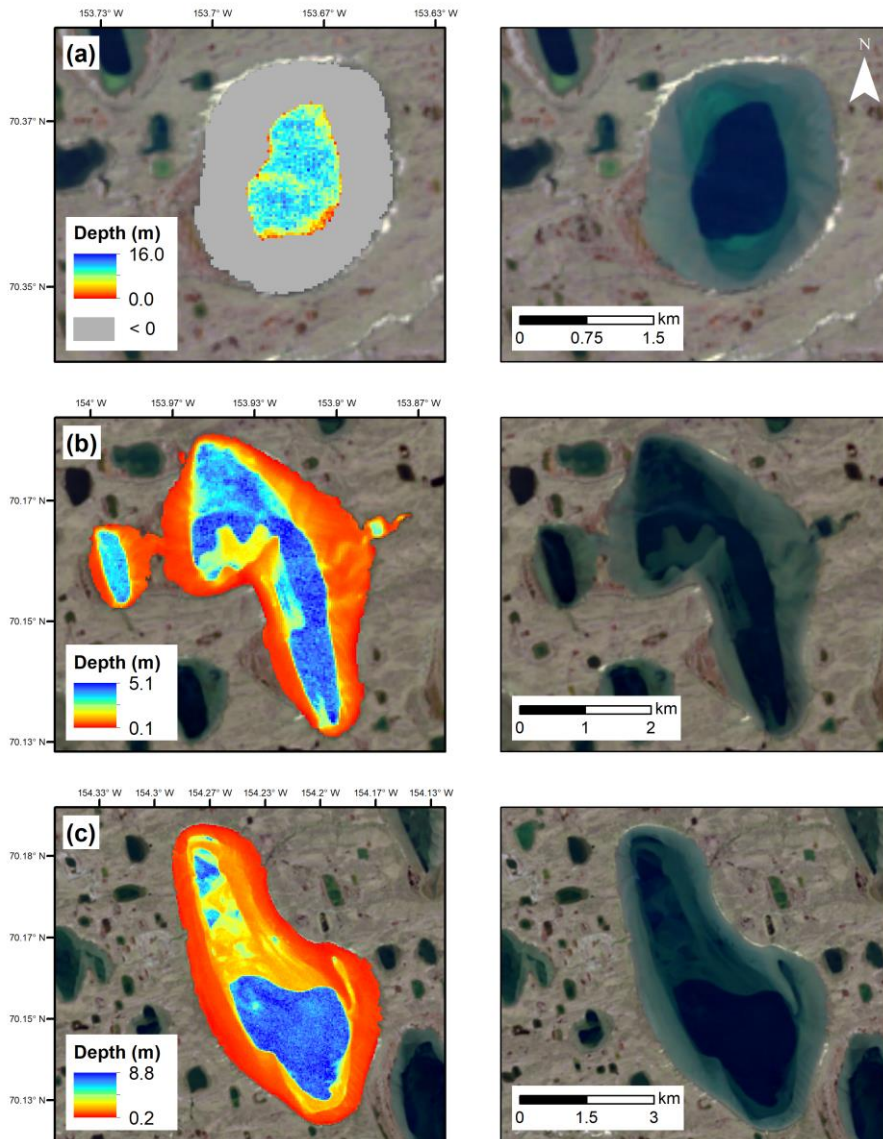 153.73° W 153.7° W 153.67° W 153.63° W
(a)
70.37° N
70.35° N
Depth (m)
16.0
0.0
< 0
N
km
0 0.75 1.5
154° W 153.97° W 153.93° W 153.9° W 153.87° W
(b)
70.17° N
70.15° N
70.13° N
Depth (m)
5.1
0.1
km
0 1 2
154.33° W 154.3° W 154.27° W 154.23° W 154.2° W 154.17° W 154.13° W
(c)
70.18° N
70.17° N
70.15° N
70.13° N
Depth (m)
8.8
0.2
km
0 1.5 3